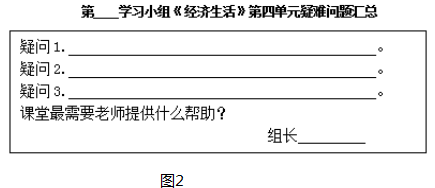 第____学习小组《经济生活》第四单元疑难问题汇总
疑问 1.________________________________。
疑问 2.________________________________。
疑问 3.________________________________。
课堂最需要老师提供什么帮助？
组长________
图2